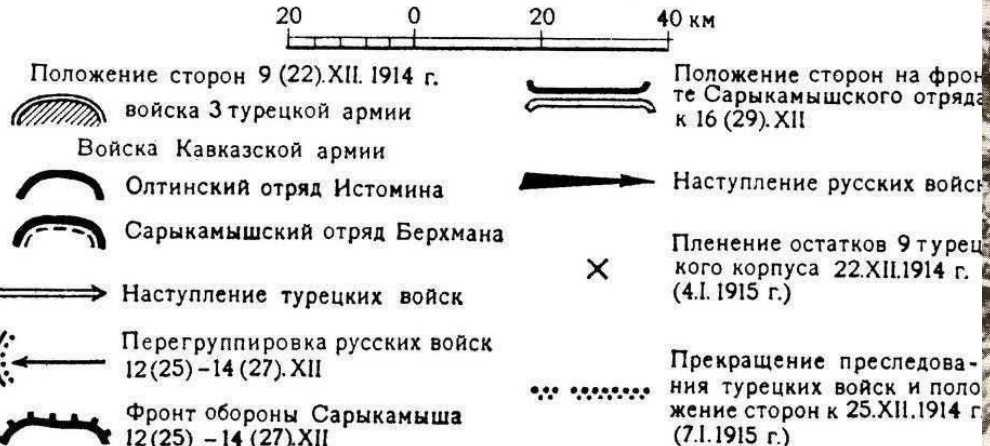 20 0 20 40 км
Положение сторон 9 (22).XII. 1914 г.
войска 3 турецкой армии
Войска Кавказской армии
Олтинский отряд Истомина
Сарыкамышский отряд Берхмана
Наступление турецких войск
Перегруппировка русских войск
12(25) – 14 (27). XII
Фронт обороны Сарыкамыша
12(25) – 14 (27).XII
Положение сторон на фрон
те Сарыкамышского отряда
к 16 (29). XII
Наступление русских войск
Пленение остатков 9 турец
кого корпуса 22.XII.1914 г.
(4.I. 1915 г.)
Прекращение преследова-
ния турецких войск и поло
жение сторон к 25.XII.1914 г.
(7.I.1915 г.)